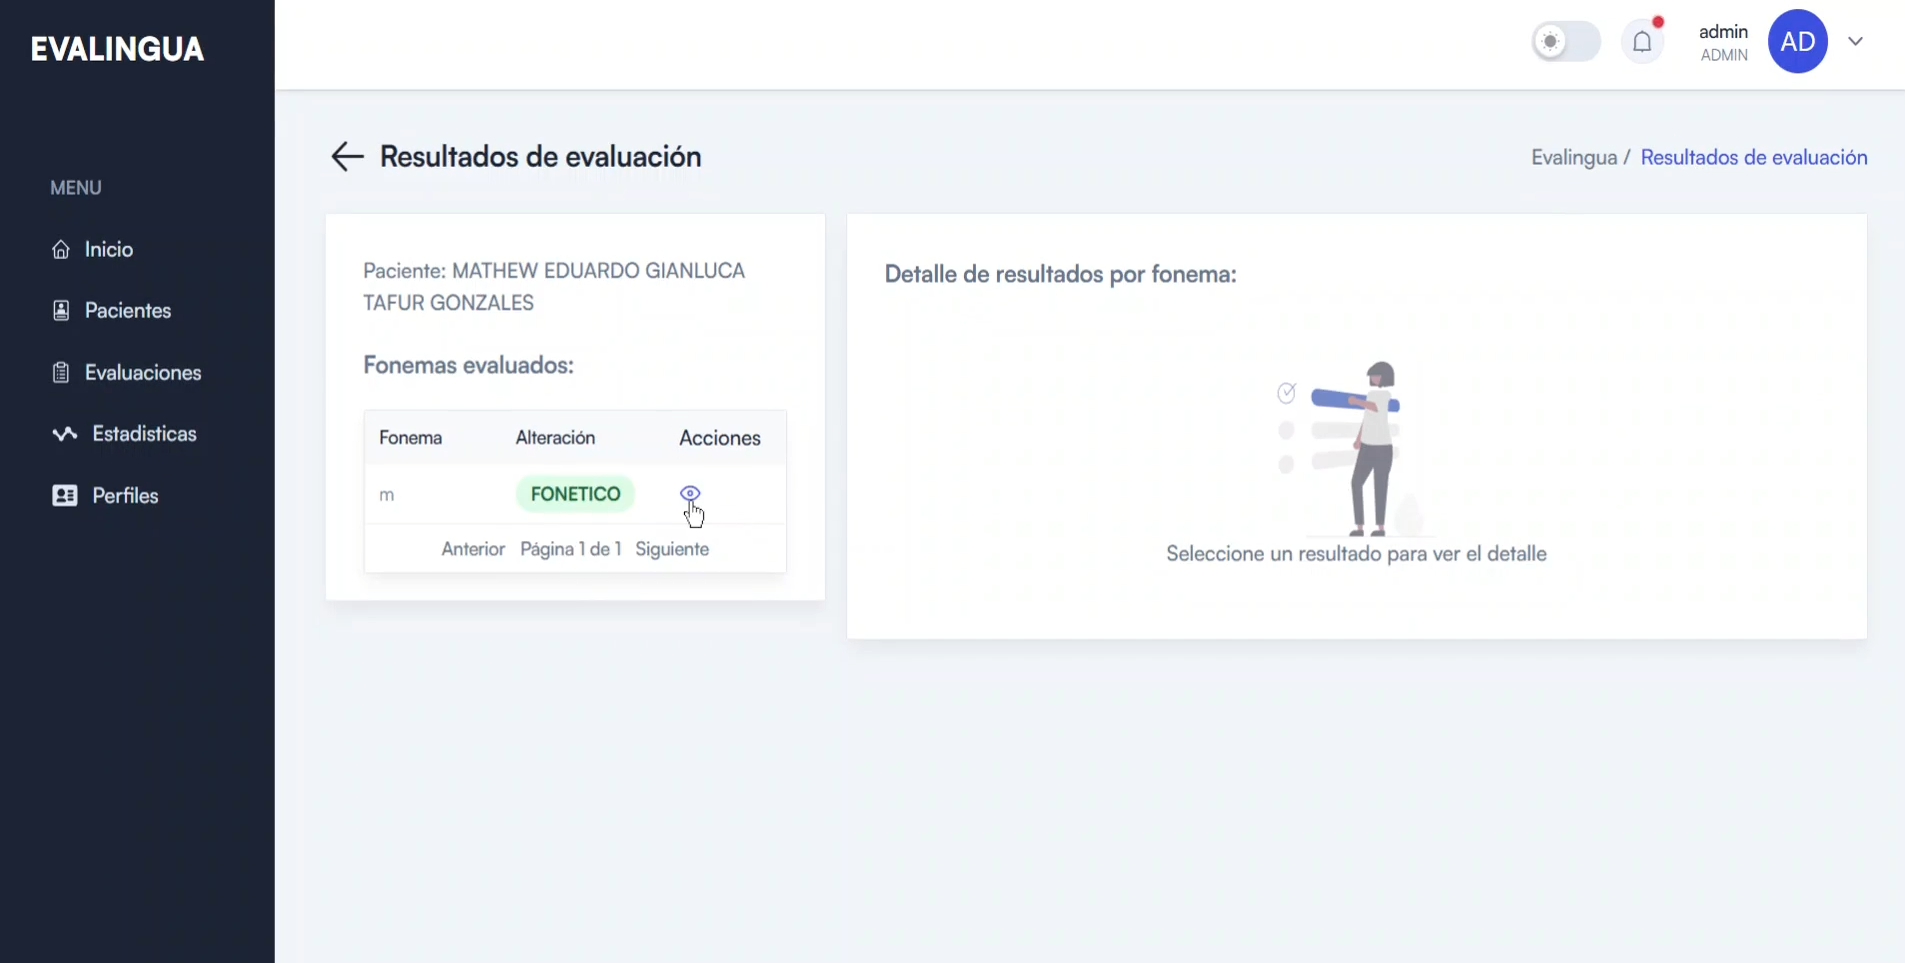 EVALINGUA
admin
ADMIN
AD
MENU
Inicio
Pacientes
Evaluaciones
Estadisticas
Perfiles
Resultados de evaluación
Evalingua / Resultados de evaluación
Paciente: MATHEW EDUARDO GIANLUCA
TAFUR GONZALES
Fonemas evaluados:
Fonema Alteración Acciones
m FONETICO
Anterior Página 1 de 1 Siguiente
Detalle de resultados por fonema:
Seleccione un resultado para ver el detalle